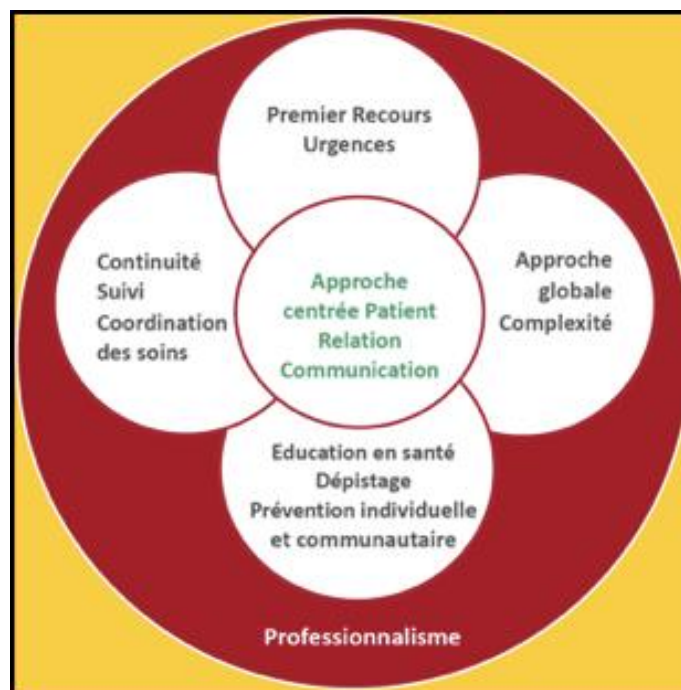 Premier Recours
Urgences
Continuité
Suivi
Coordination
des soins
Approche
centrée Patient
Relation
Communication
Approche
globale
Complexité
Education en santé
Dépistage
Prévention individuelle
et communautaire
Professionnalisme